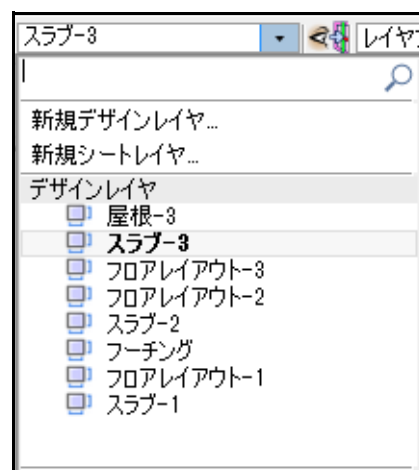 スラブ-3 レイヤ
新規デザインレイヤ...
新規シートレイヤ...
デザインレイヤ
屋根-3
スラブ-3
フロアレイアウト-3
フロアレイアウト-2
スラブ-2
フーチング
フロアレイアウト-1
スラブ-1